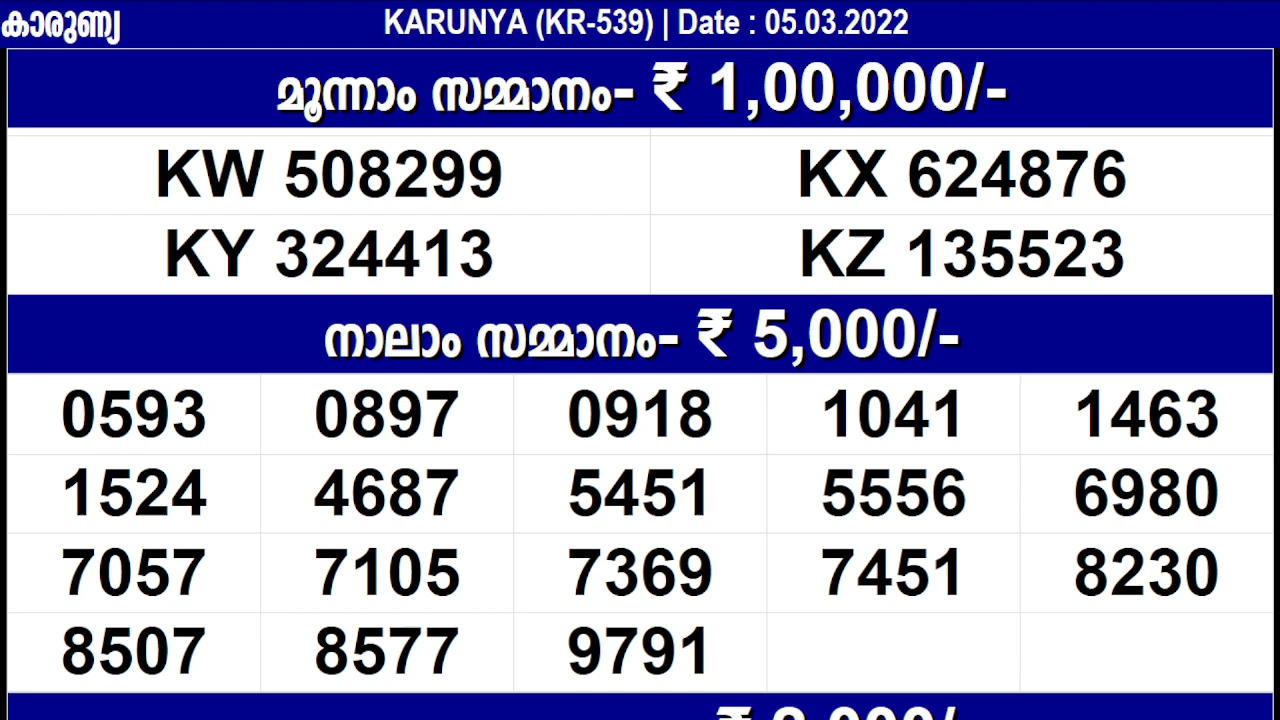 കാരുണ്യ KARUNYA (KR-539) | Date : 05.03.2022
മൂന്നാം സമ്മാനം- ₹ 1,00,000/-
KW 508299 KX 624876
KY 324413 KZ 135523
നാലാം സമ്മാനം- ₹ 5,000/-
0593 0897 0918 1041 1463
1524 4687 5451 5556 6980
7057 7105 7369 7451 8230
8507 8577 9791